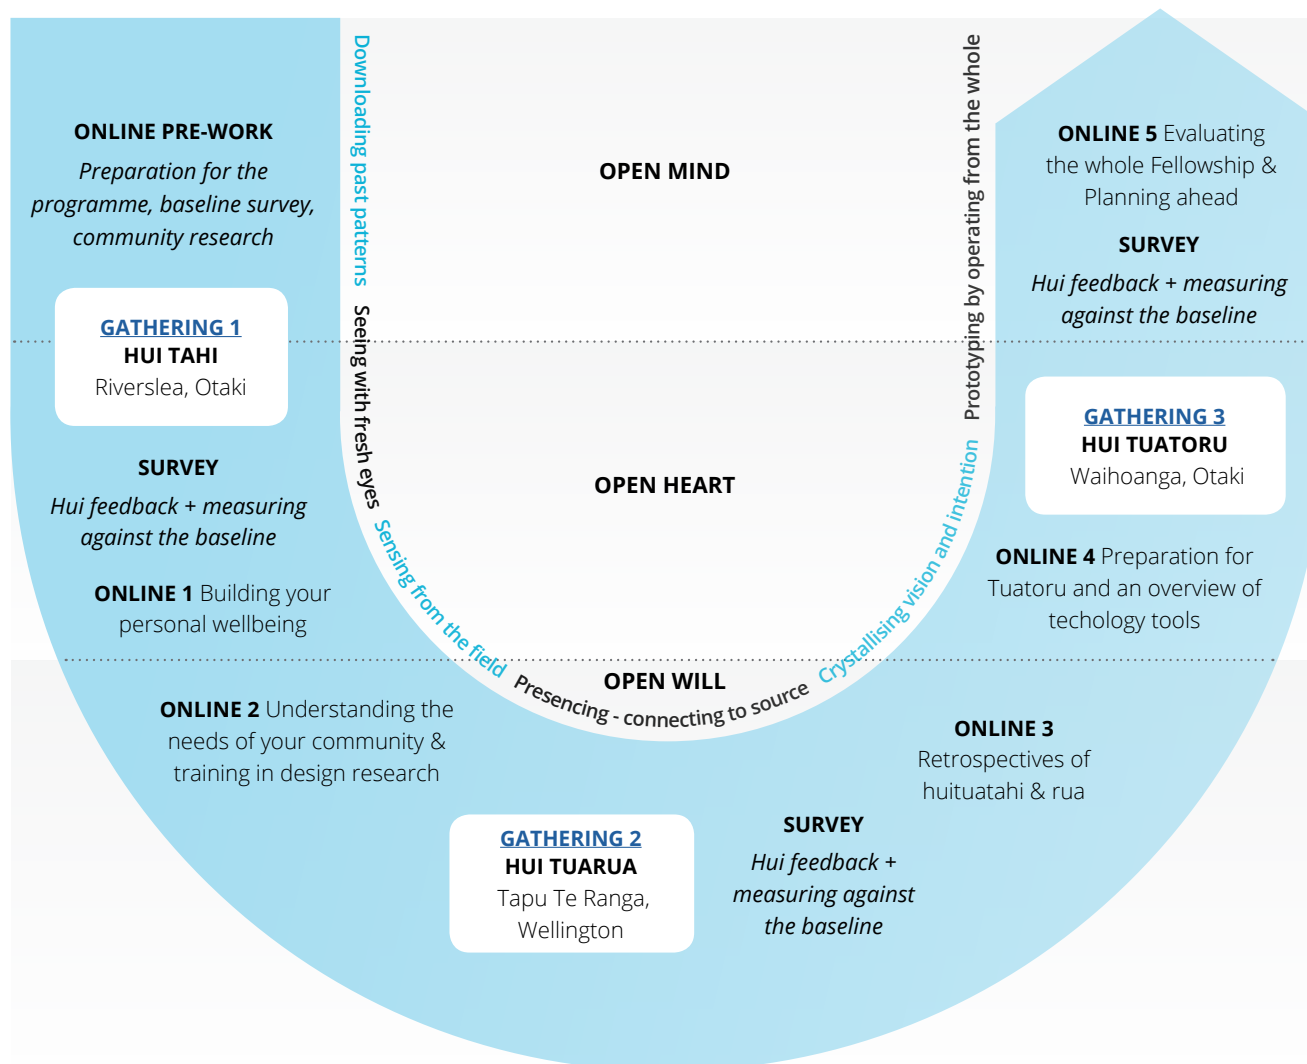 ONLINE PRE-WORK
Preparation for the
programme, baseline survey,
community research
GATHERING 1
HUI TAHI
Riverslea, Otaki
SURVEY
Hui feedback + measuring
against the baseline
ONLINE 1 Building your
personal wellbeing
ONLINE 2 Understanding the
needs of your community &
training in design research
GATHERING 2
HUI TUARUA
Tapu Te Ranga,
Wellington
SURVEY
Hui feedback +
measuring against
the baseline
ONLINE 3
Retrospectives of
huituatahi & rua
ONLINE 4 Preparation for
Tuatoru and an overview of
techology tools
GATHERING 3
HUI TUATORU
Waihoanga, Otaki
ONLINE 5 Evaluating
the whole Fellowship &
Planning ahead
SURVEY
Hui feedback + measuring
against the baseline
Downloading past patterns
Seeing with fresh eyes
Sensing from the field
Presencing - connecting to source
Crystallising vision and intention
Prototyping by operating from the whole
OPEN MIND
OPEN HEART
OPEN WILL